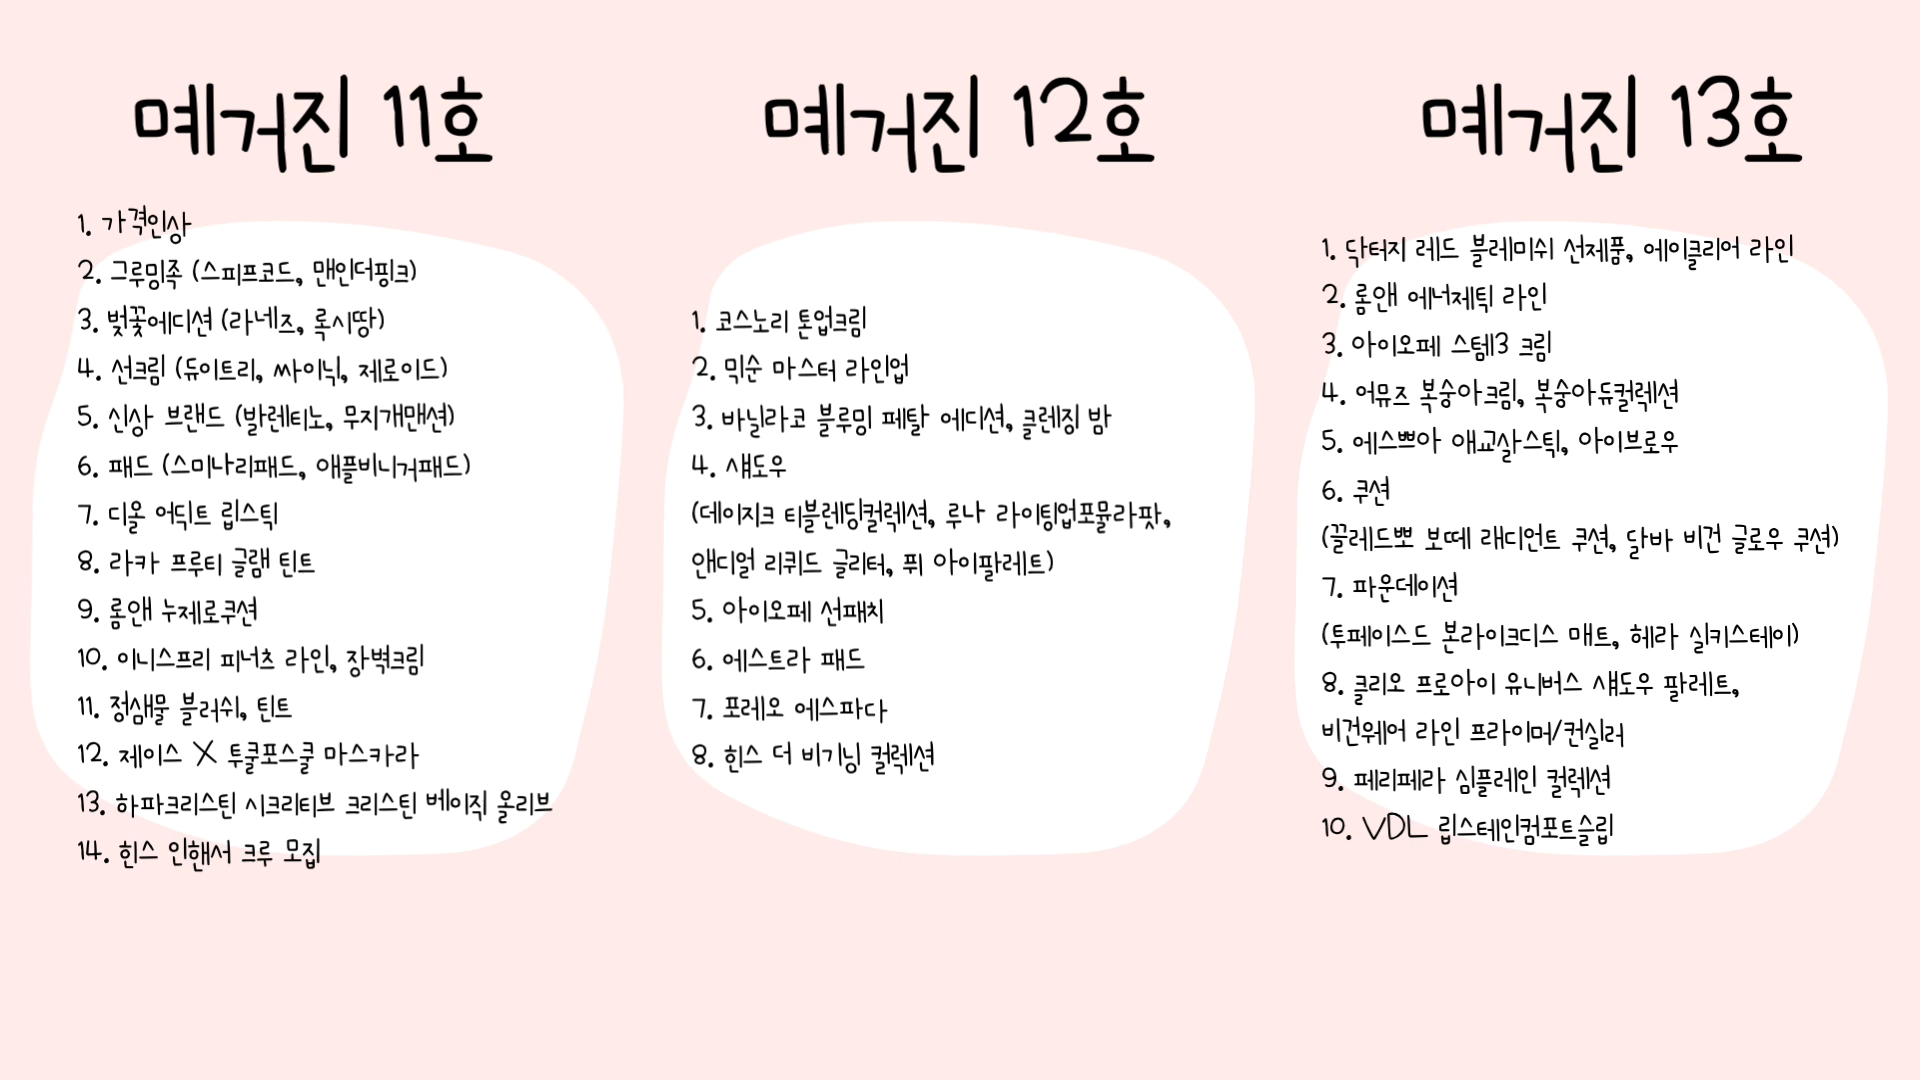 몌거진 11호
1. 가격인상
2. 그루밍족 (스피프코드, 맨인더핑크)
3. 벚꽃에디션 (라네즈, 록시땅)
4. 선크림 (듀이트리, 싸이닉, 제로이드)
5. 신상 브랜드 (발렌티노, 무지개맨션)
6. 패드 (스미나리패드, 애플비니거패드)
7. 디올 어딕트 립스틱
8. 라카 프루티 글램 틴트
9. 롬앤 누제로쿠션
10. 이니스프리 피너츠 라인, 장벽크림
11. 정샘물 블러쉬, 틴트
12. 제이스 X 투쿨포스쿨 마스카라
13. 하파크리스틴 시크리티브 크리스틴 베이직 올리브
14. 힌스 인핸서 크루 모집
몌거진 12호
1. 코스노리 톤업크림
2. 믹순 마스터 라인업
3. 바닐라코 블루밍 페탈 에디션, 클렌징 밤
4. 섀도우
(데이지크 티블렌딩컬렉션, 루나 라이팅업포뮬라팟,
앤디얼 리퀴드 글리터, 퓌 아이팔레트)
5. 아이오페 선패치
6. 에스트라 패드
7. 포레오 에스파다
8. 힌스 더 비기닝 컬렉션
몌거진 13호
1. 닥터지 레드 블레미쉬 선제품, 에이클리어 라인
2. 롬앤 에너제틱 라인
3. 아이오페 스템3 크림
4. 어뮤즈 복숭아크림, 복숭아듀컬렉션
5. 에스쁘아 애교살스틱, 아이브로우
6. 쿠션
(끌레드뽀 보떼 래디언트 쿠션, 달바 비건 글로우 쿠션)
7. 파운데이션
(투페이스드 본라이크디스 매트, 헤라 실키스테이)
8. 클리오 프로아이 유니버스 섀도우 팔레트,
비건웨어 라인 프라이머/컨실러
9. 페리페라 심플레인 컬렉션
10. VDL 립스테인컴포트슬립